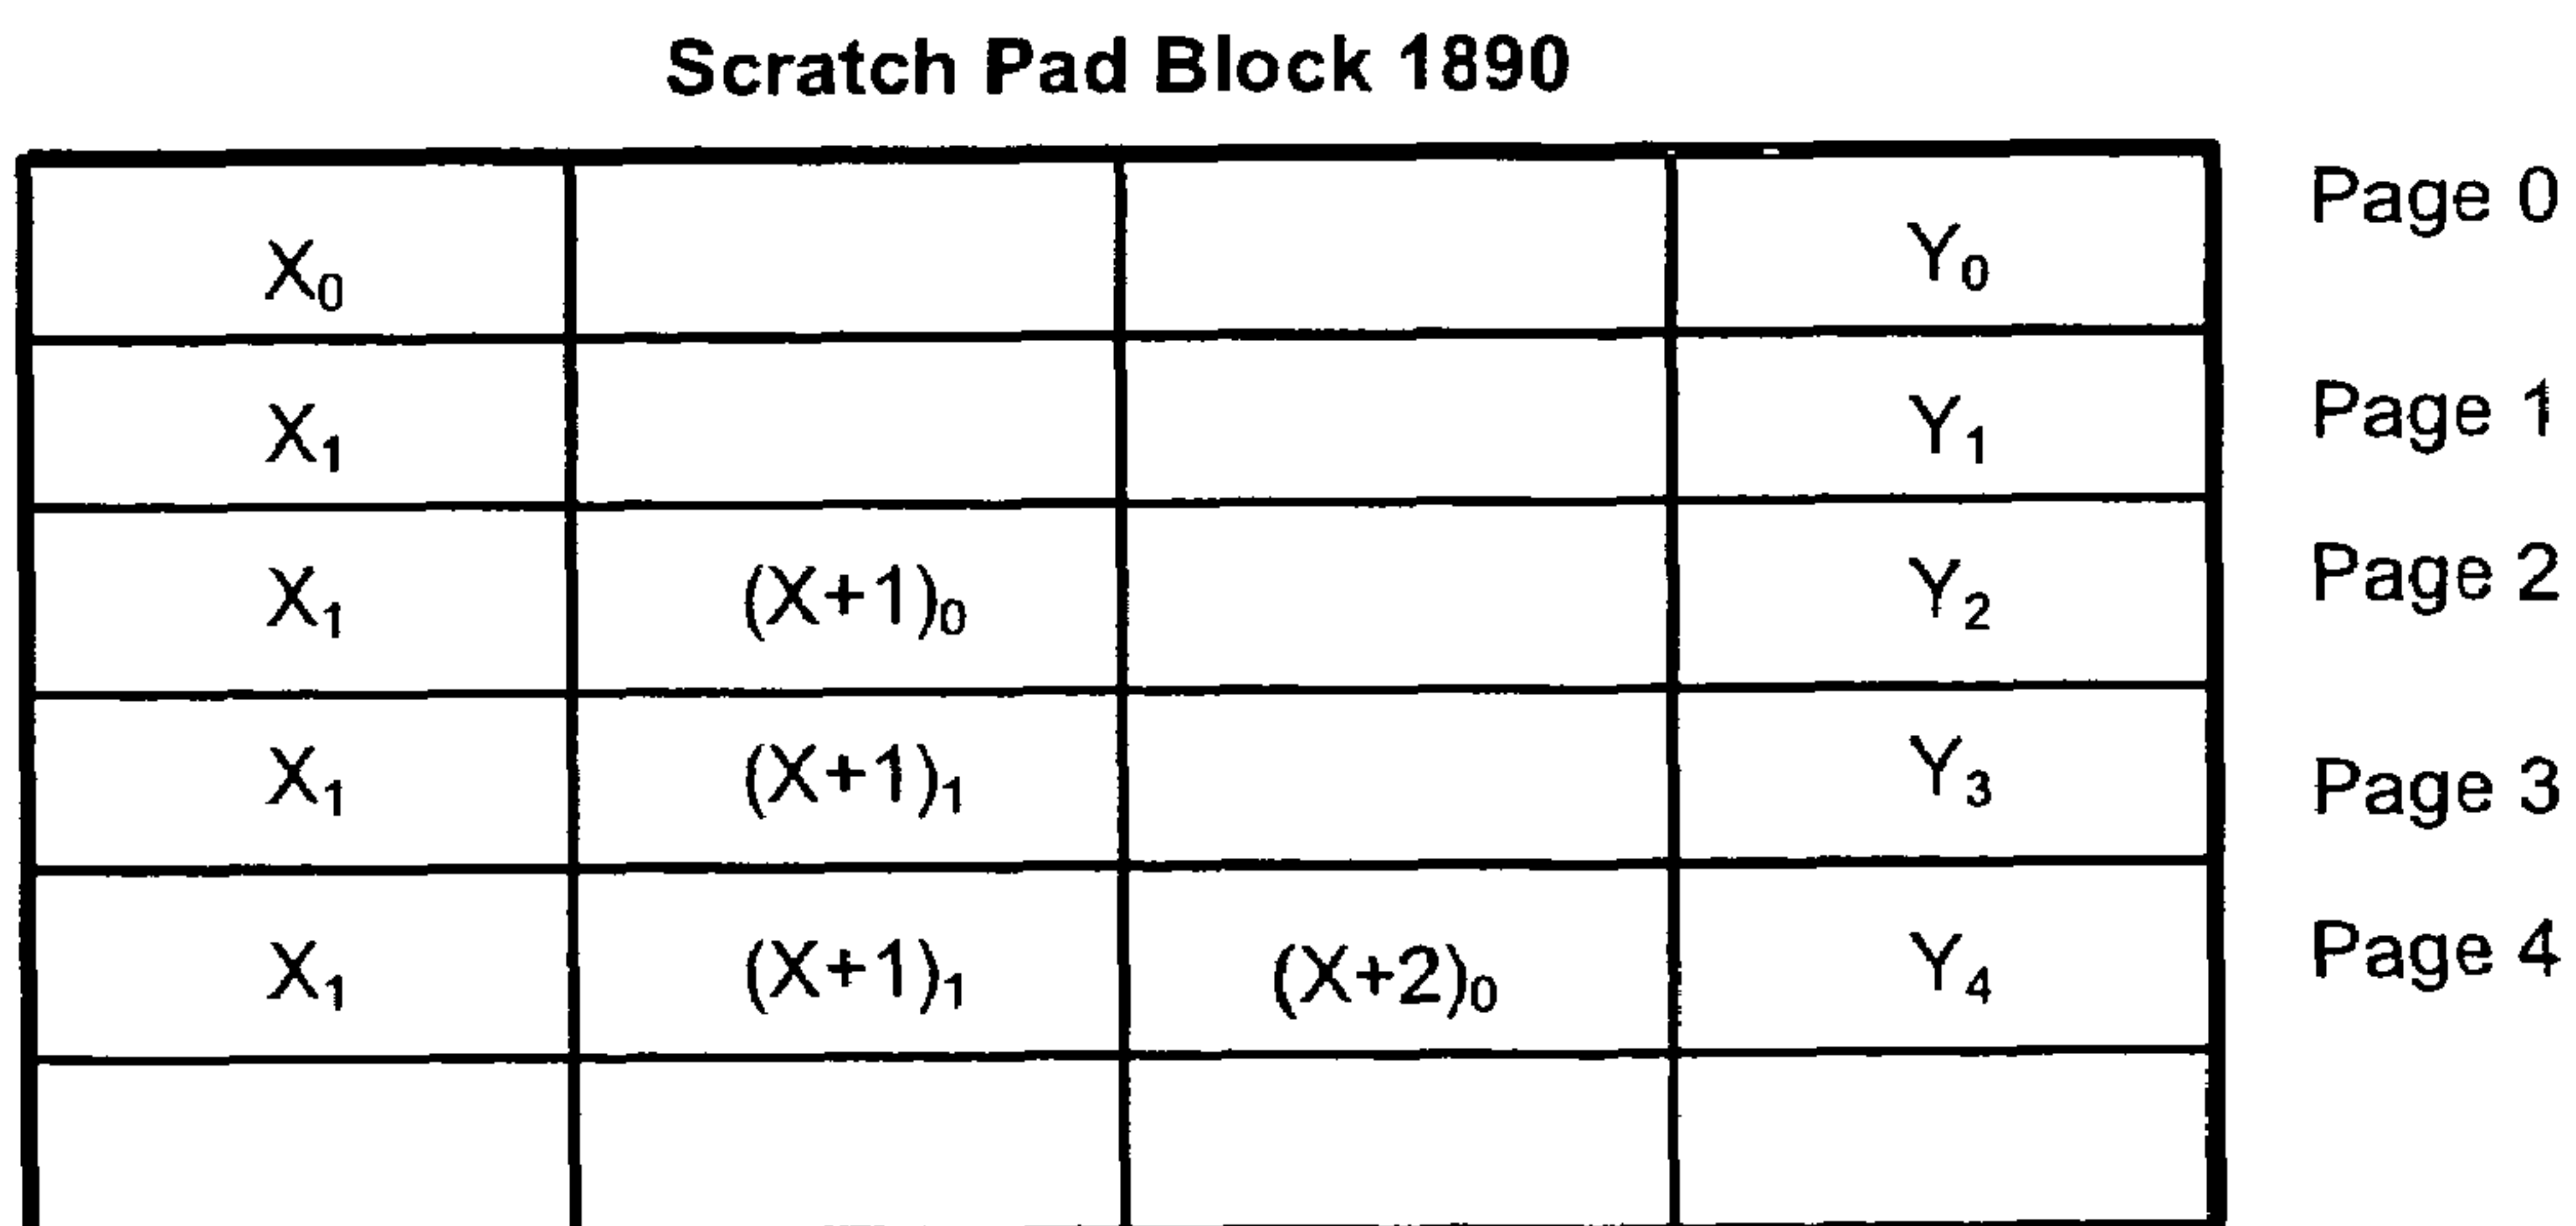 Scratch Pad Block 1890
X₀ Y₀ Page 0
X₁ Y₁ Page 1
X₁ (X+1)₀ Y₂ Page 2
X₁ (X+1)₁ Y₃ Page 3
X₁ (X+1)₁ (X+2)₀ Y₄ Page 4